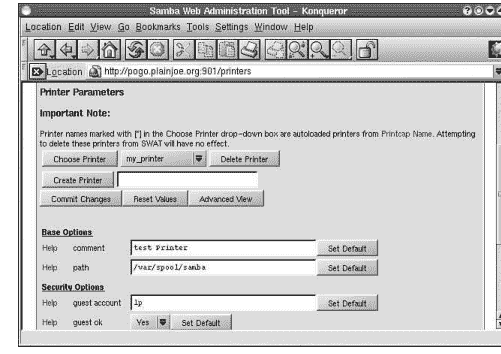 Samba Web Administration Tool - Konqueror
Location Edit View Go Bookmarks Tools Settings Window Help
Location http://pogo.plainjoe.org:901/printers
Printer Parameters
Important Note:
Printer names marked with [*] in the Choose Printer drop-down box are autoloaded printers from Printcap Name. Attempting
to delete these printers from SWAT will have no effect.
Choose Printer my_printer Delete Printer
Create Printer
Commit Changes Reset Values Advanced View
Base Options
Help comment test Printer Set Default
Help path /var/spool/samba Set Default
Security Options
Help guest account lp Set Default
Help guest ok Yes Set Default